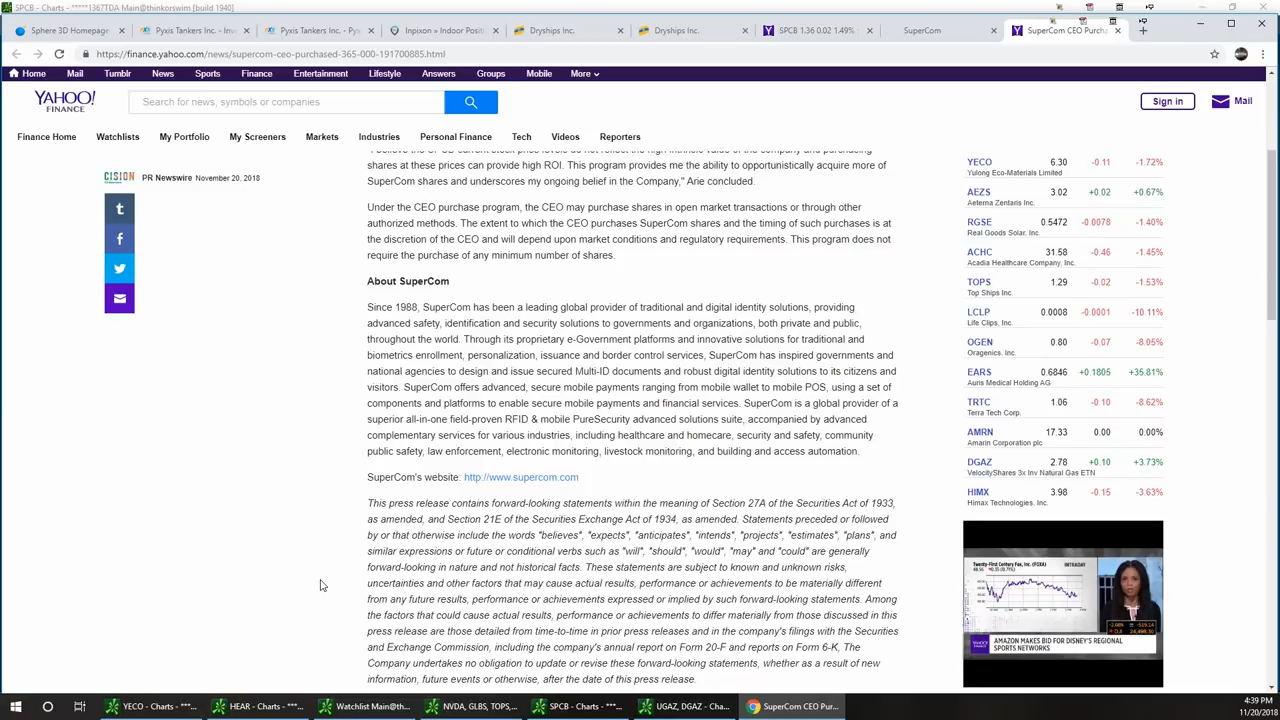 SPCB - Charts - *****1367TDA Main@thinkorswim [build 1940]
Sphere 3D Homepage
Pyxis Tankers Inc. - Inv
Pyxis Tankers Inc. - Pyx
Inpixon » Indoor Positi
Dryships Inc.
Dryships Inc.
SPCB 1.36 0.02 1.49%
SuperCom
SuperCom CEO Purcha
https://finance.yahoo.com/news/supercom-ceo-purchased-365-000-191700885.html
Home Mail Tumblr News Sports Finance Entertainment Lifestyle Answers Groups Mobile More
YAHOO!
FINANCE
Search for news, symbols or companies
Sign in
Mail
Finance Home Watchlists My Portfolio My Screeners Markets Industries Personal Finance Tech Videos Reporters
CISION
PR Newswire November 20, 2018
"I believe the SPCB current stock price levels do not reflect the high intrinsic value of the company and purchasing
shares at these prices can provide high ROI. This program provides me the ability to opportunistically acquire more of
SuperCom shares and underscores my ongoing belief in the Company," Arie concluded.
Under the CEO purchase program, the CEO may purchase shares in open market transactions or through other
authorized methods. The extent to which the CEO purchases SuperCom shares and the timing of such purchases is at
the discretion of the CEO and will depend upon market conditions and regulatory requirements. This program does not
require the purchase of any minimum number of shares.
About SuperCom
Since 1988, SuperCom has been a leading global provider of traditional and digital identity solutions, providing
advanced safety, identification and security solutions to governments and organizations, both private and public,
throughout the world. Through its proprietary e-Government platforms and innovative solutions for traditional and
biometrics enrollment, personalization, issuance and border control services, SuperCom has inspired governments and
national agencies to design and issue secured Multi-ID documents and robust digital identity solutions to its citizens and
visitors. SuperCom offers advanced, secure mobile payments ranging from mobile wallet to mobile POS, using a set of
components and platforms to enable secure mobile payments and financial services. SuperCom is a global provider of a
superior all-in-one field-proven RFID & mobile PureSecurity advanced solutions suite, accompanied by advanced
complementary services for various industries, including healthcare and homecare, security and safety, community
public safety, law enforcement, electronic monitoring, livestock monitoring, and building and access automation.
SuperCom's website: http://www.supercom.com
This press release contains forward-looking statements within the meaning of Section 27A of the Securities Act of 1933,
as amended, and Section 21E of the Securities Exchange Act of 1934, as amended. Statements preceded or followed
by or that otherwise include the words "believes", "expects", "anticipates", "intends", "projects", "estimates", "plans", and
similar expressions or future or conditional verbs such as "will", "should", "would", "may" and "could" are generally
forward-looking in nature and not historical facts. These statements are subject to known and unknown risks,
uncertainties and other factors that may cause actual results, performance or achievements to be materially different
from any future results, performance or achievements expressed or implied by such forward-looking statements. Among
the factors that could cause actual results, performance or achievements to differ materially from those discussed in this
press release are those detailed from time-to-time in prior press releases and in the company's filings with the Securities
and Exchange Commission, including the company's annual report on Form 20-F and reports on Form 6-K, The
Company undertakes no obligation to update or revise these forward-looking statements, whether as a result of new
information, future events or otherwise, after the date of this press release.
YECO 6.30 -0.11 -1.72%
Yulong Eco-Materials Limited
AEZS 3.02 +0.02 +0.67%
Aeterna Zentaris Inc.
RGSE 0.5472 -0.0078 -1.40%
Real Goods Solar, Inc.
ACHC 31.58 -0.46 -1.45%
Acadia Healthcare Company, Inc.
TOPS 1.29 -0.02 -1.53%
Top Ships Inc.
LCLP 0.0008 -0.0001 -10.11%
Life Clips, Inc.
OGEN 0.80 -0.07 -8.05%
Oragenics, Inc.
EARS 0.6846 +0.1805 +35.81%
Auris Medical Holding AG
TRTC 1.06 -0.10 -8.62%
Terra Tech Corp.
AMRN 17.33 0.00 0.00%
Amarin Corporation plc
DGAZ 2.78 +0.10 +3.73%
VelocityShares 3x Inv Natural Gas ETN
HIMX 3.98 -0.15 -3.63%
Himax Technologies, Inc.
Twenty-First Century Fox, Inc. (FOXA)
INTRADAY
AMAZON MAKES BID FOR DISNEY'S REGIONAL
SPORTS NETWORKS
YECO - Charts - ***...
HEAR - Charts - ***...
Watchlist Main@th...
NVDA, GLBS, TOPS,...
SPCB - Charts - ***...
UGAZ, DGAZ - Cha...
SuperCom CEO Pur...
4:39 PM
11/20/2018